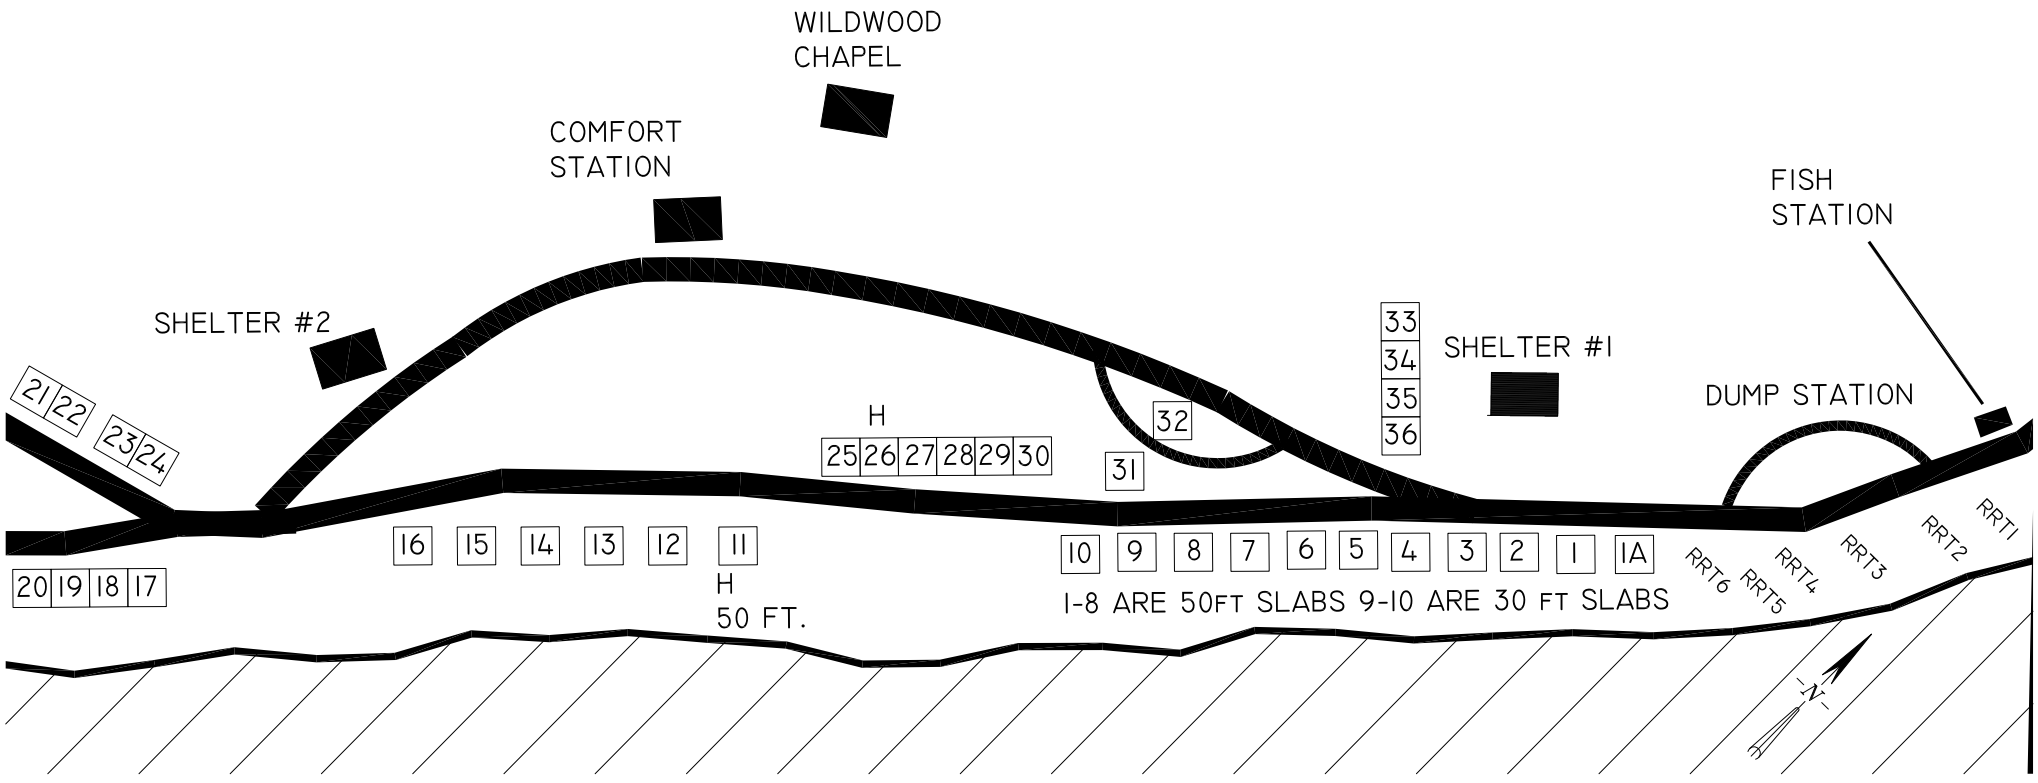 WILDWOOD
CHAPEL
COMFORT
STATION
FISH
STATION
SHELTER #2
33
34
35
36
SHELTER #1
DUMP STATION
21 22 23 24
H
25 26 27 28 29 30
32
31
16 15 14 13 12 11
10 9 8 7 6 5 4 3 2 1 1A
RRT6 RRT5 RRT4 RRT3 RRT2 RRT1
20 19 18 17
H
50 FT.
1-8 ARE 50FT SLABS 9-10 ARE 30 FT SLABS
-N-